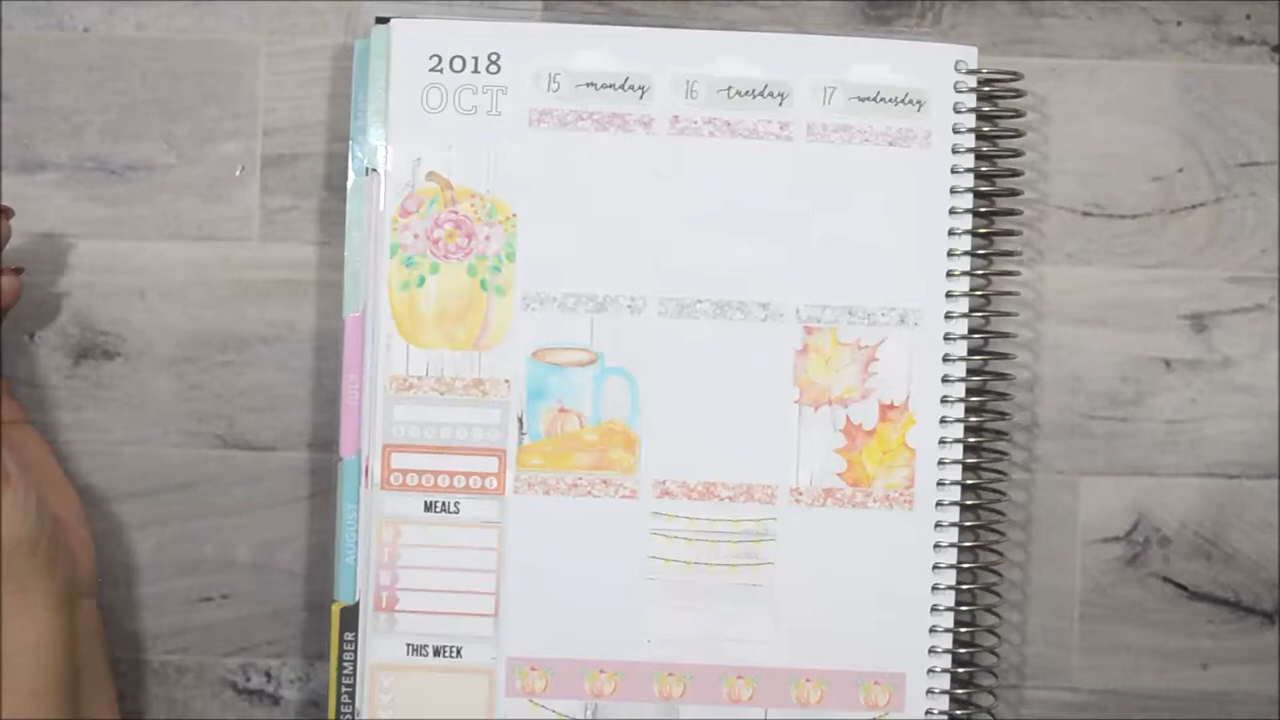 2018
OCT
15 monday
16 tuesday
17 wednesday
M T W T F S S
MEALS
T
THIS WEEK
JULY
AUGUST
SEPTEMBER